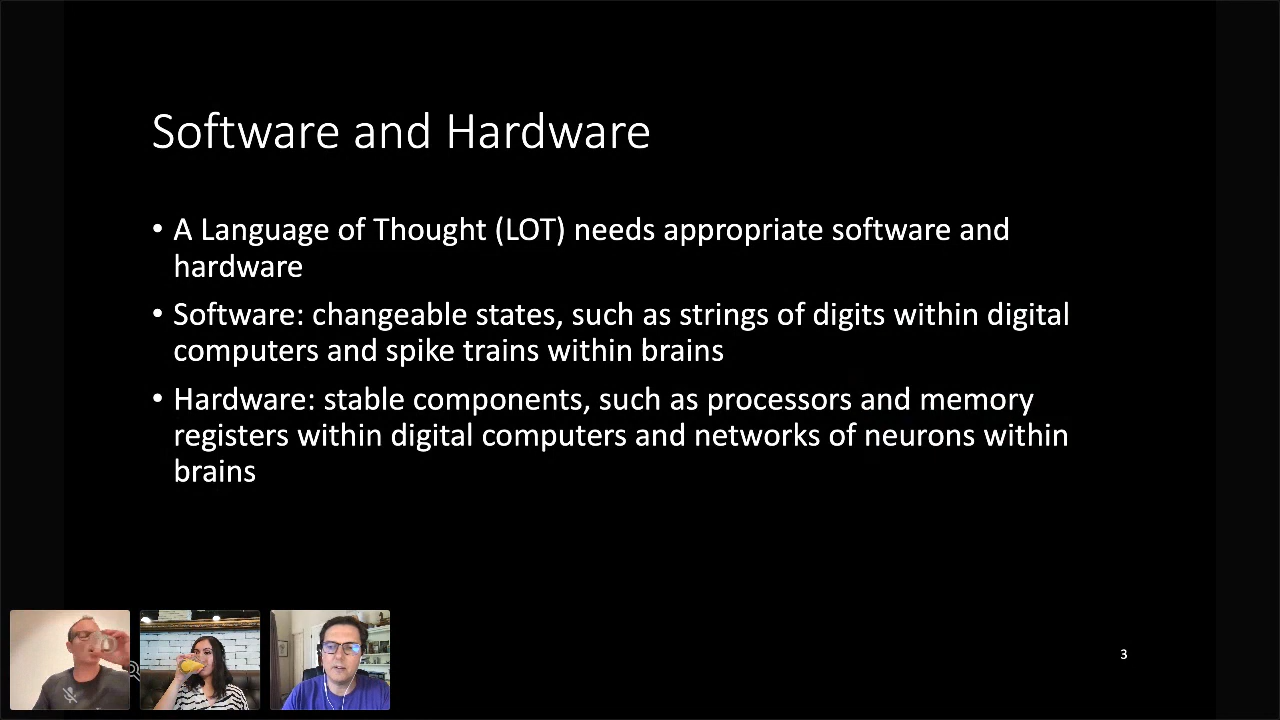 Software and Hardware
• A Language of Thought (LOT) needs appropriate software and
hardware
• Software: changeable states, such as strings of digits within digital
computers and spike trains within brains
• Hardware: stable components, such as processors and memory
registers within digital computers and networks of neurons within
brains
3